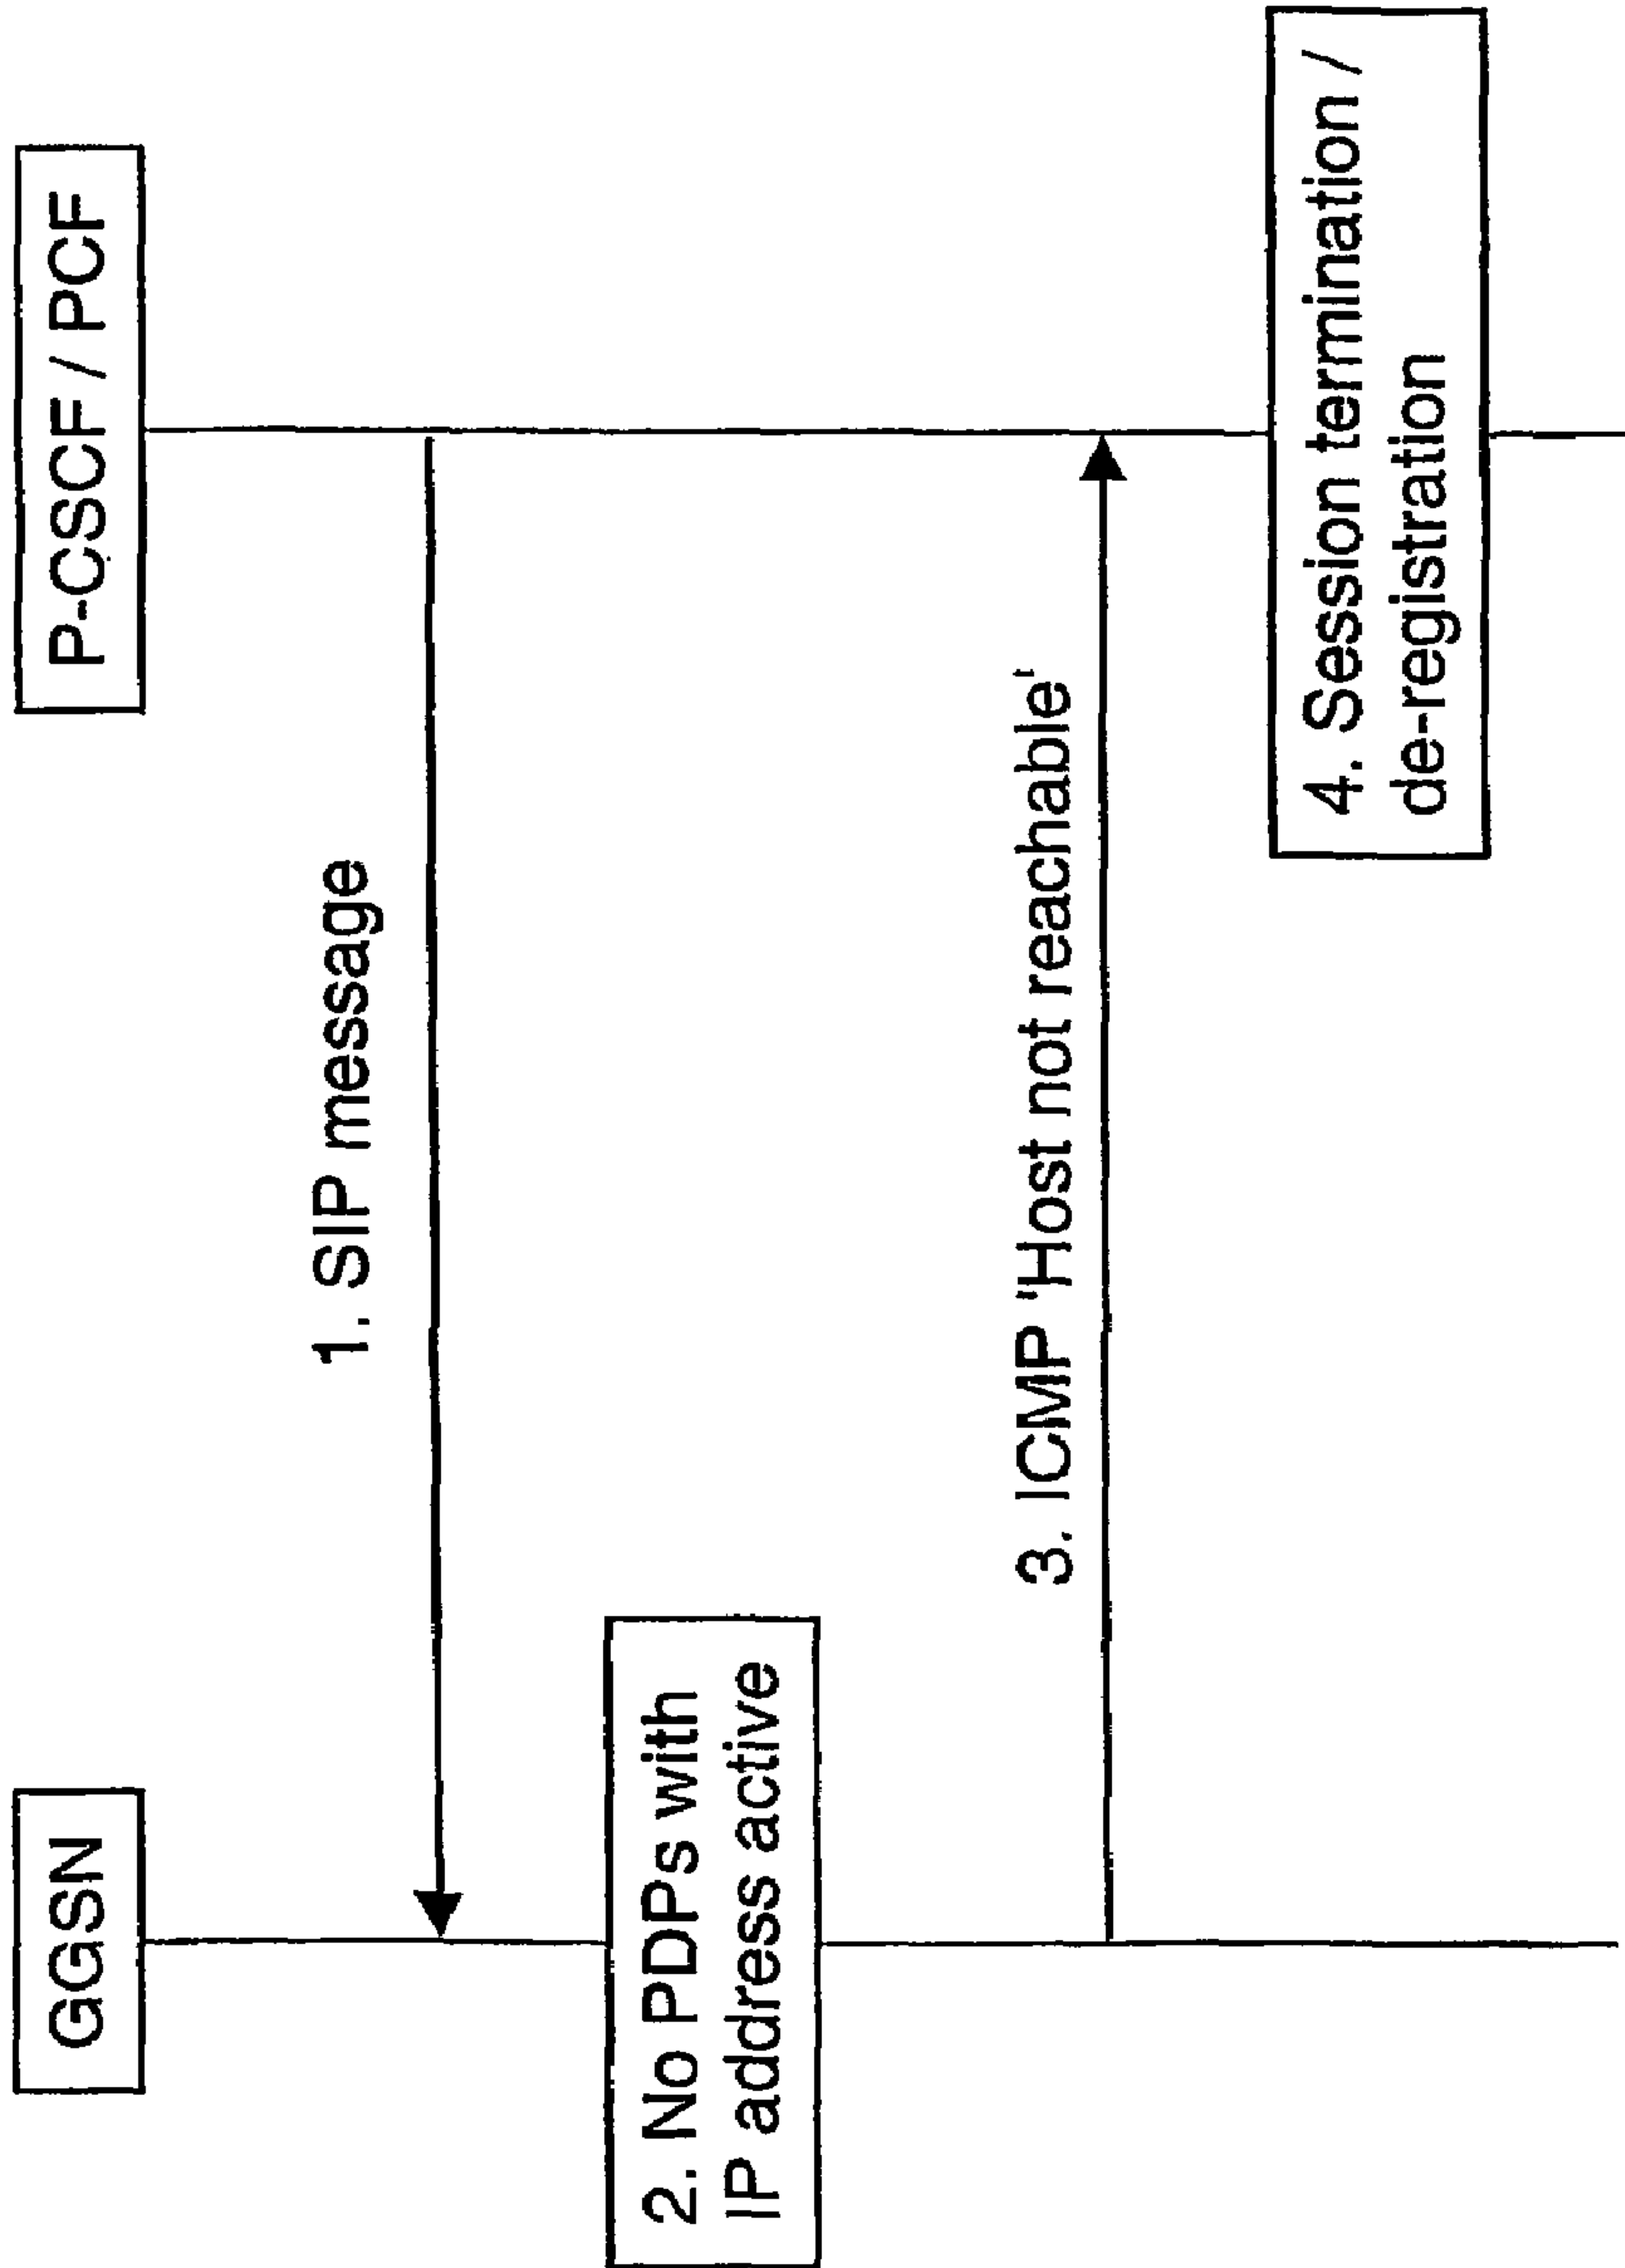 GGSN
P-CSCF / PCF
1. SIP message
2. No PDPs with
IP address active
3. ICMP 'Host not reachable'
4. Session termination /
de-registration